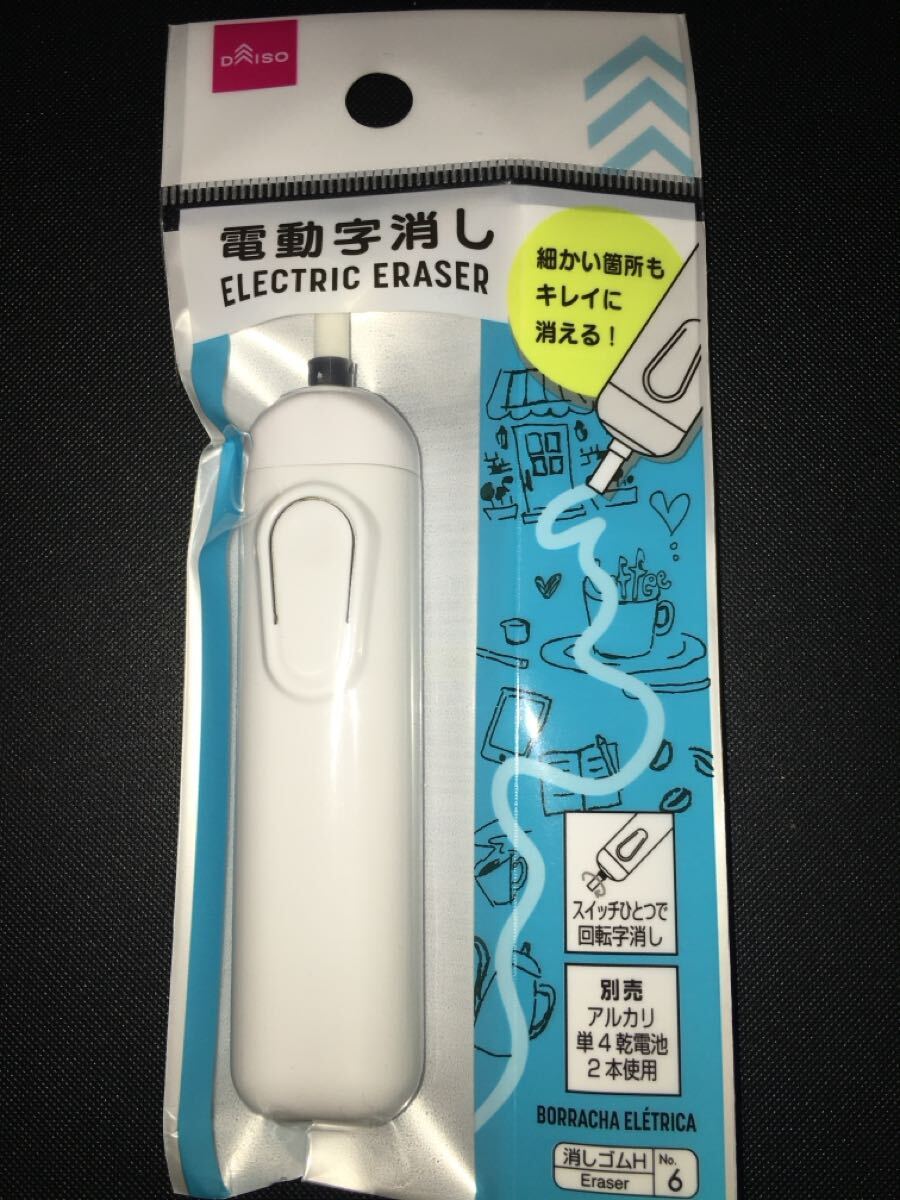 DAISO
電動字消し
ELECTRIC ERASER
細かい箇所も
キレイに
消える！
coffee
スイッチひとつで
回転字消し
別売
アルカリ
単4乾電池
2本使用
BORRACHA ELÉTRICA
消しゴムH
Eraser
No.
6